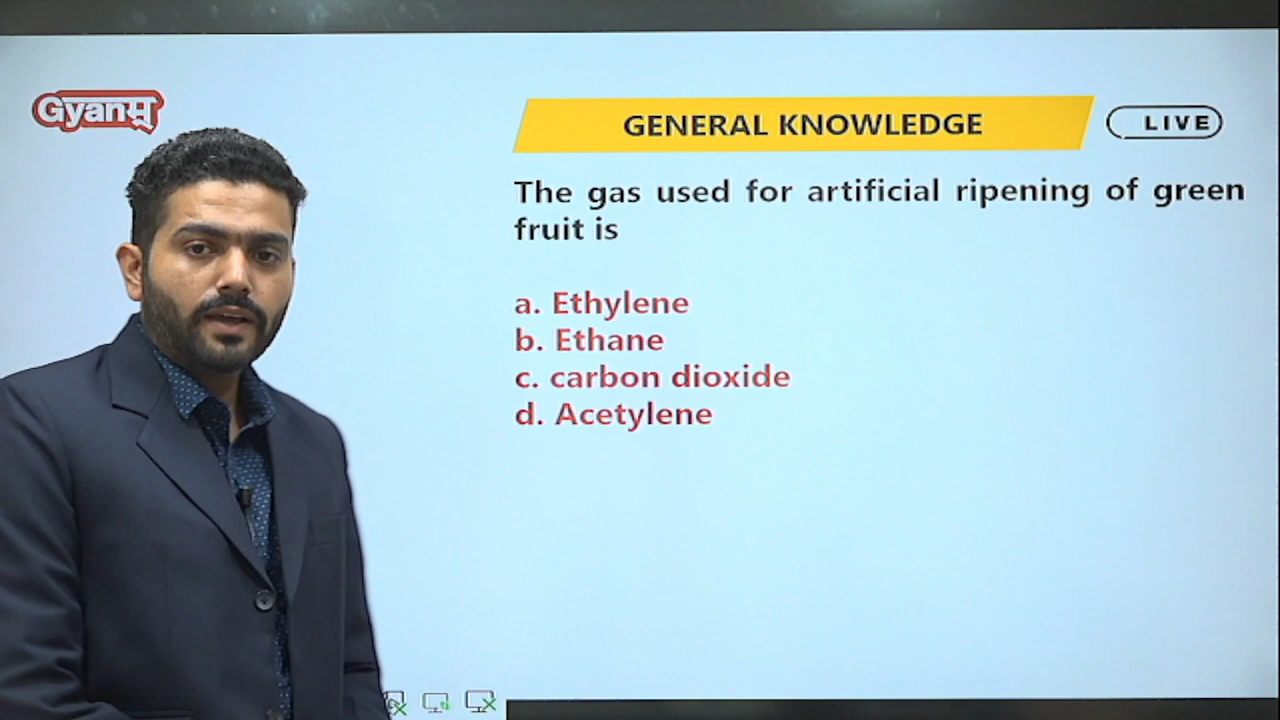 Gyanम्
GENERAL KNOWLEDGE
LIVE
The gas used for artificial ripening of green
fruit is
a. Ethylene
b. Ethane
c. carbon dioxide
d. Acetylene